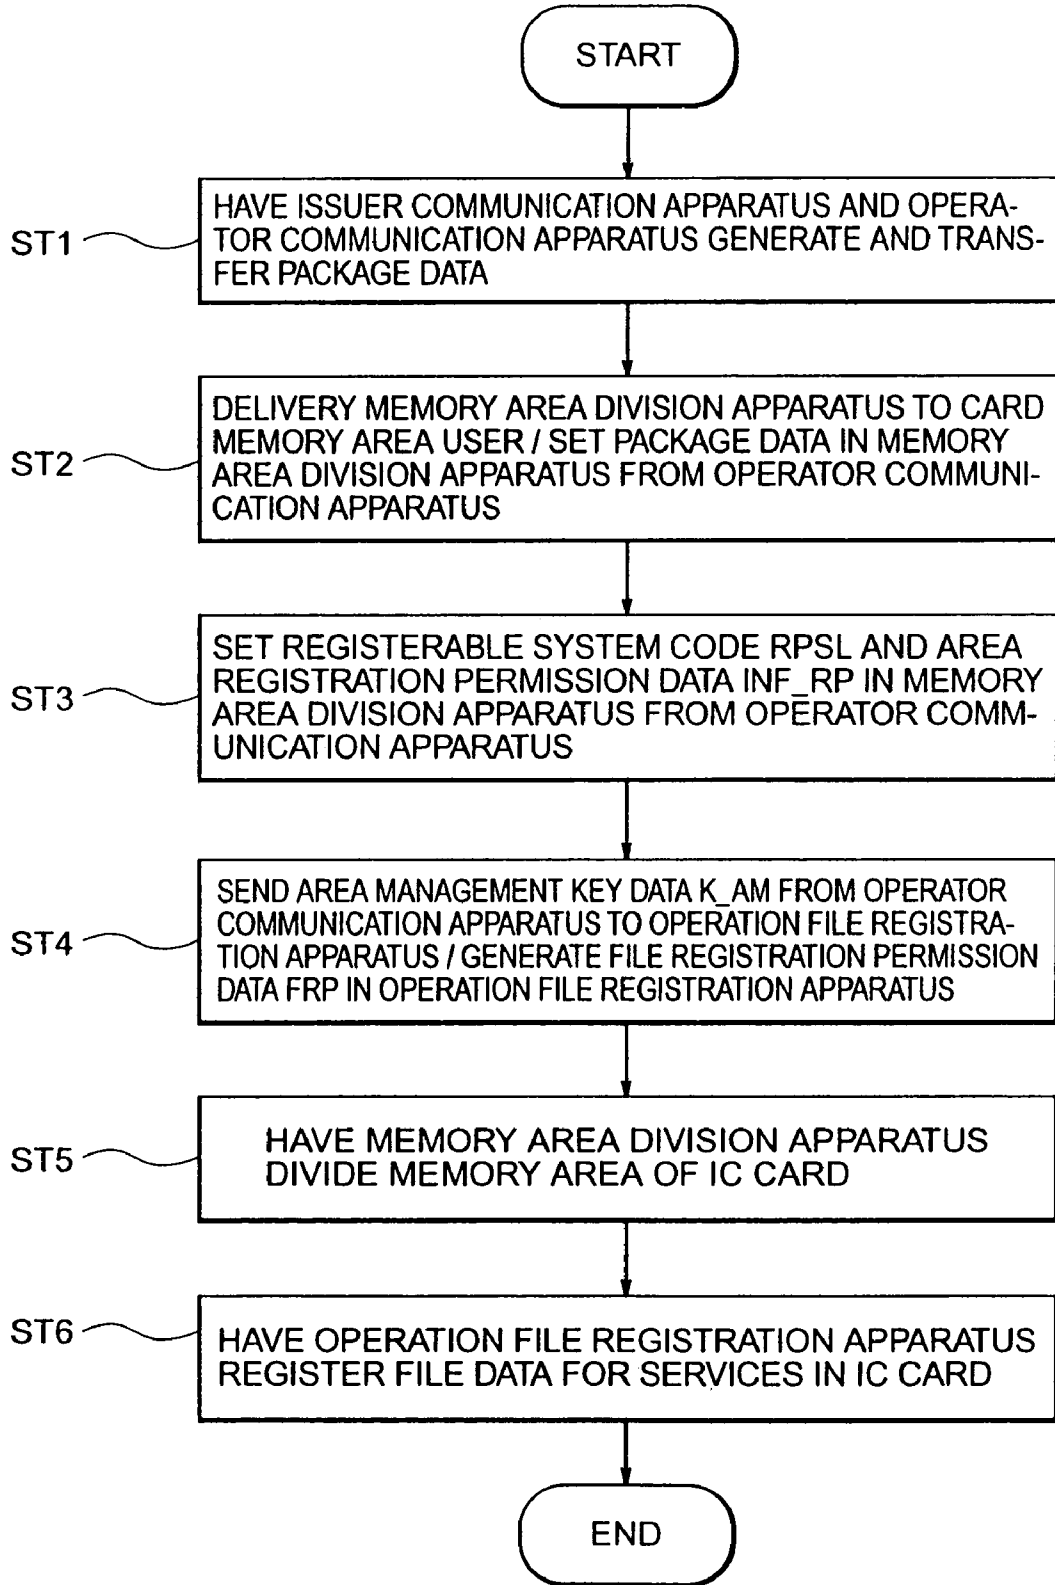 START
ST1
HAVE ISSUER COMMUNICATION APPARATUS AND OPERA-
TOR COMMUNICATION APPARATUS GENERATE AND TRANS-
FER PACKAGE DATA
ST2
DELIVERY MEMORY AREA DIVISION APPARATUS TO CARD
MEMORY AREA USER / SET PACKAGE DATA IN MEMORY
AREA DIVISION APPARATUS FROM OPERATOR COMMUNI-
CATION APPARATUS
ST3
SET REGISTERABLE SYSTEM CODE RPSL AND AREA
REGISTRATION PERMISSION DATA INF_RP IN MEMORY
AREA DIVISION APPARATUS FROM OPERATOR COMM-
UNICATION APPARATUS
ST4
SEND AREA MANAGEMENT KEY DATA K_AM FROM OPERATOR
COMMUNICATION APPARATUS TO OPERATION FILE REGISTRA-
TION APPARATUS / GENERATE FILE REGISTRATION PERMISSION
DATA FRP IN OPERATION FILE REGISTRATION APPARATUS
ST5
HAVE MEMORY AREA DIVISION APPARATUS
DIVIDE MEMORY AREA OF IC CARD
ST6
HAVE OPERATION FILE REGISTRATION APPARATUS
REGISTER FILE DATA FOR SERVICES IN IC CARD
END